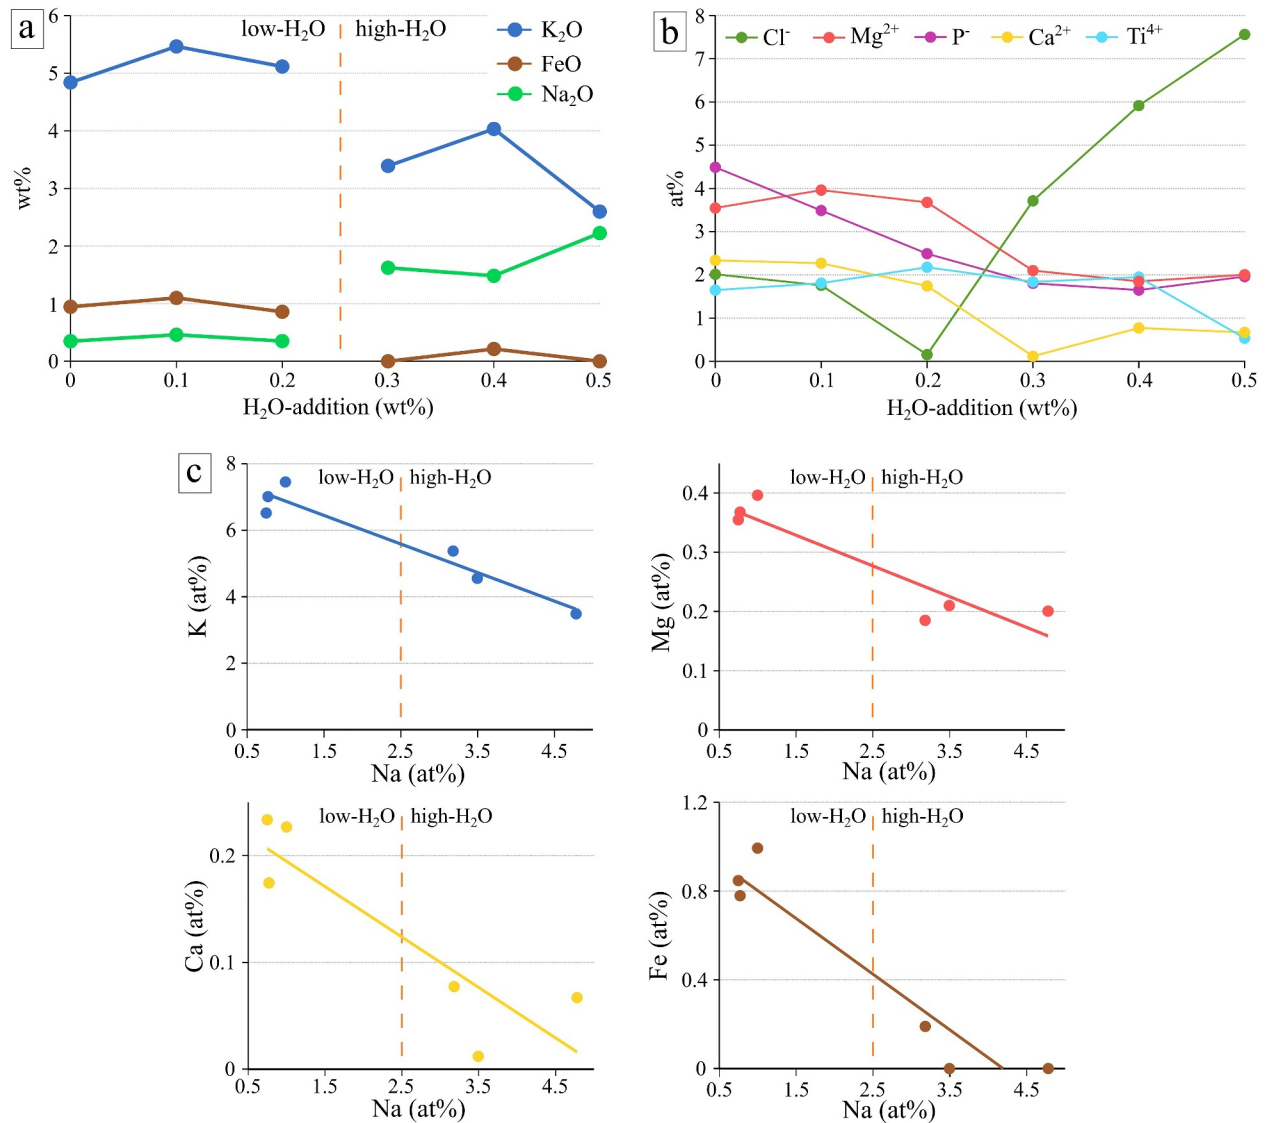 a
low-H₂O
high-H₂O
K₂O
FeO
Na₂O
wt%
6
5
4
3
2
1
0
0 0.1 0.2 0.3 0.4 0.5
H₂O-addition (wt%)
b
Cl⁻ Mg²⁺ P⁻ Ca²⁺ Ti⁴⁺
at%
8
7
6
5
4
3
2
1
0
0 0.1 0.2 0.3 0.4 0.5
H₂O-addition (wt%)
c
low-H₂O high-H₂O
K (at%)
8
6
4
2
0
0.5 1.5 2.5 3.5 4.5
Na (at%)
low-H₂O high-H₂O
Mg (at%)
0.4
0.3
0.2
0.1
0
0.5 1.5 2.5 3.5 4.5
Na (at%)
low-H₂O high-H₂O
Ca (at%)
0.2
0.1
0
0.5 1.5 2.5 3.5 4.5
Na (at%)
low-H₂O high-H₂O
Fe (at%)
1.2
0.8
0.4
0
0.5 1.5 2.5 3.5 4.5
Na (at%)